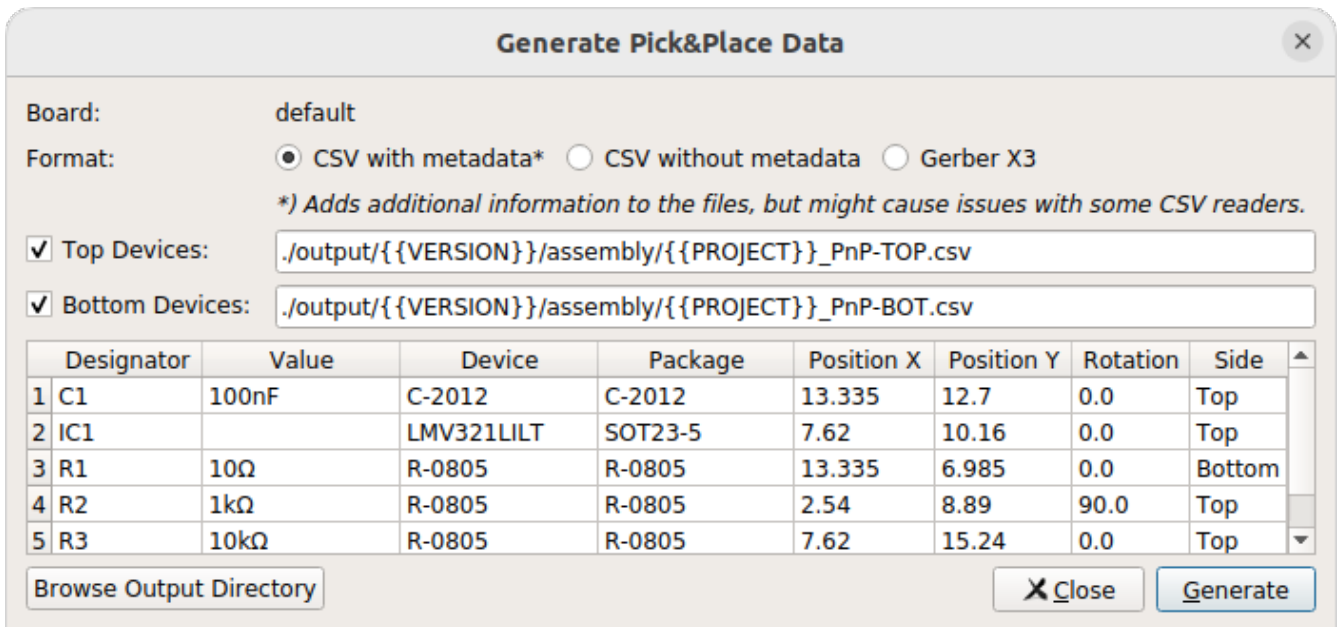 Generate Pick&Place Data
Board: default
Format: CSV with metadata* CSV without metadata Gerber X3
*) Adds additional information to the files, but might cause issues with some CSV readers.
Top Devices: ./output/{{VERSION}}/assembly/{{PROJECT}}_PnP-TOP.csv
Bottom Devices: ./output/{{VERSION}}/assembly/{{PROJECT}}_PnP-BOT.csv
Designator Value Device Package Position X Position Y Rotation Side
1 C1 100nF C-2012 C-2012 13.335 12.7 0.0 Top
2 IC1 LMV321LILT SOT23-5 7.62 10.16 0.0 Top
3 R1 10Ω R-0805 R-0805 13.335 6.985 0.0 Bottom
4 R2 1kΩ R-0805 R-0805 2.54 8.89 90.0 Top
5 R3 10kΩ R-0805 R-0805 7.62 15.24 0.0 Top
Browse Output Directory Close Generate